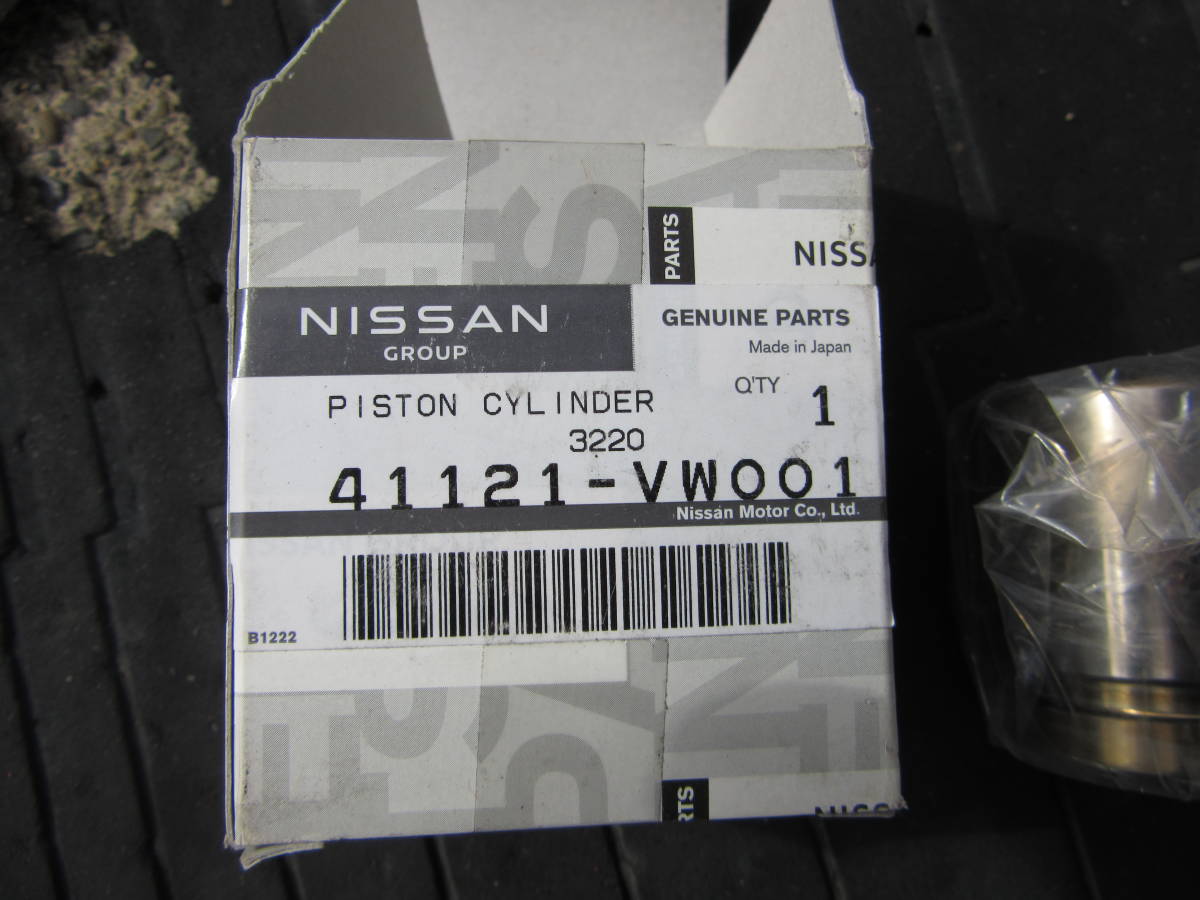 PARTS
NISSA
NISSAN
GROUP
GENUINE PARTS
Made in Japan
PISTON CYLINDER
Q'TY 1
3220
41121-VW001
Nissan Motor Co., Ltd.
B1222
RTS